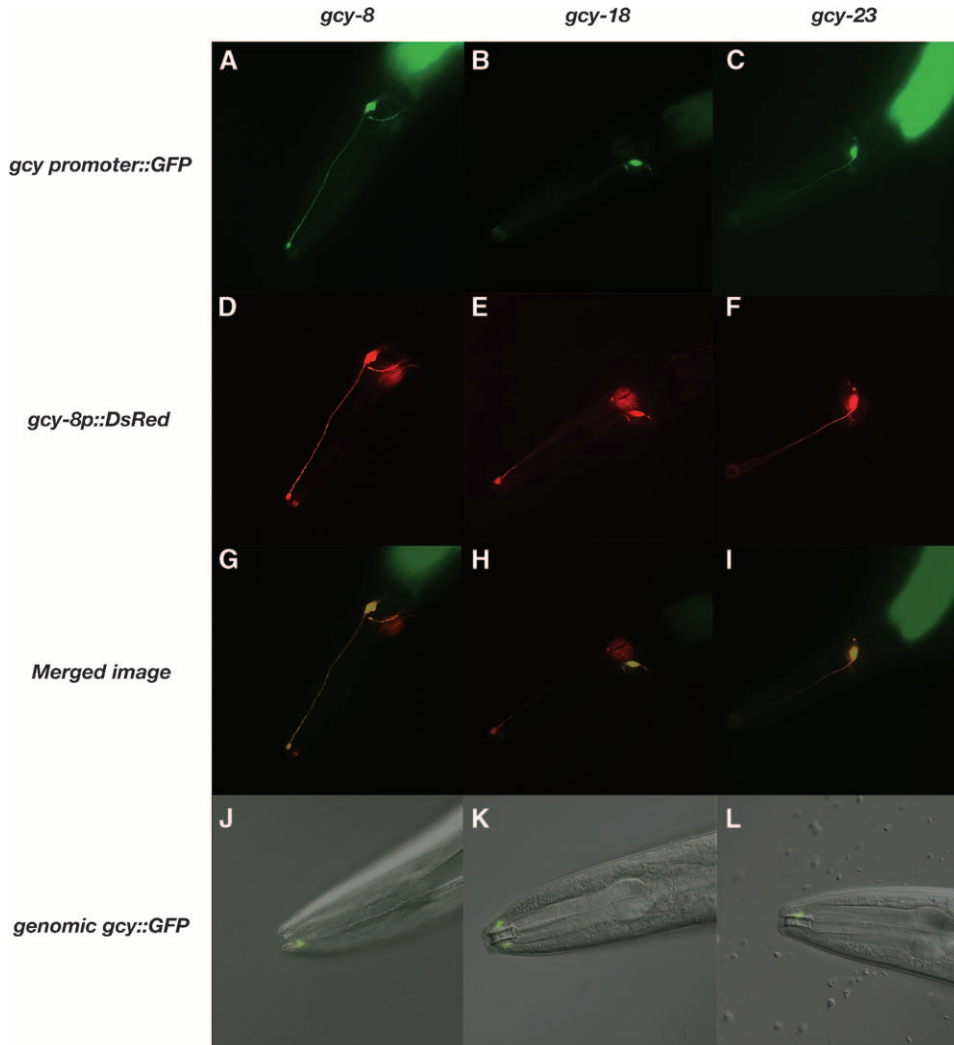 gcy-8 gcy-18 gcy-23
A B C
gcy promoter::GFP
D E F
gcy-8p::DsRed
G H I
Merged image
J K L
genomic gcy::GFP